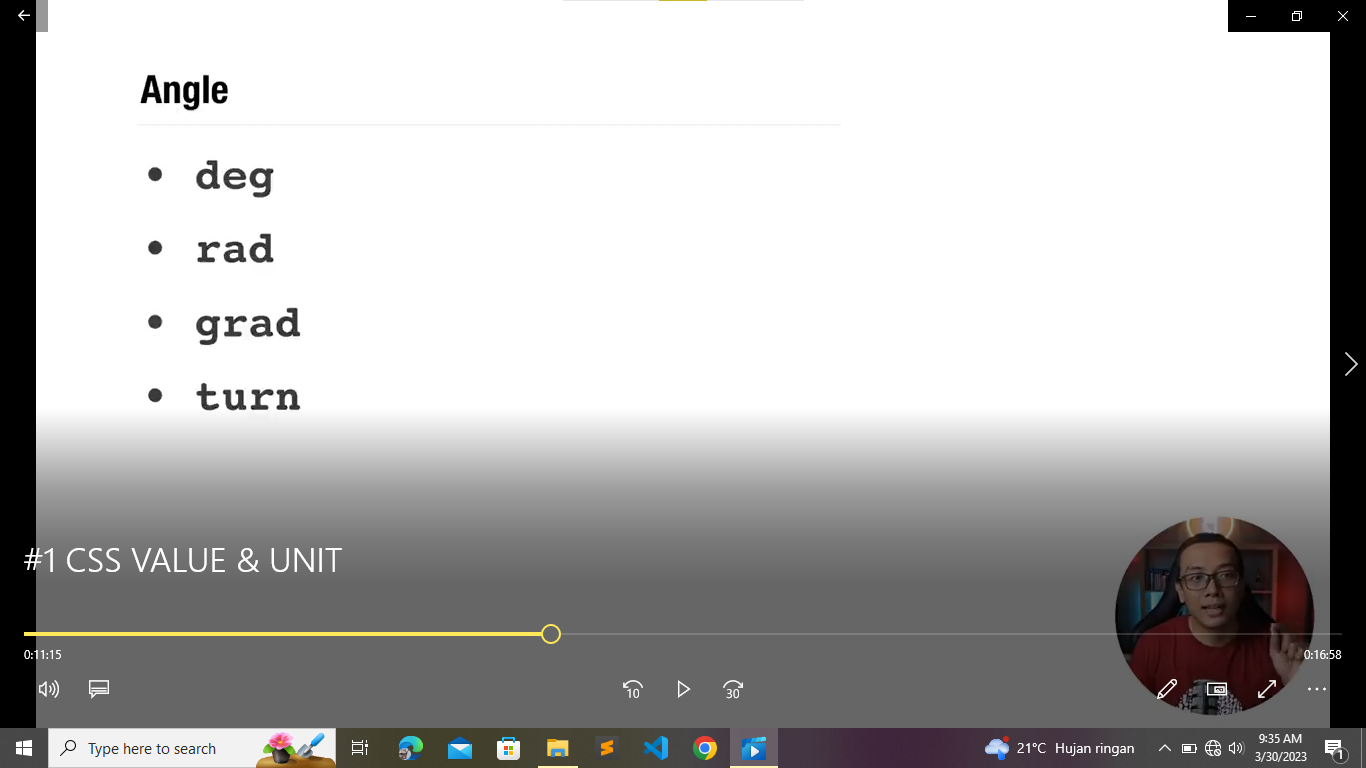 Angle
• deg
• rad
• grad
• turn
#1 CSS VALUE & UNIT
0:11:15
0:16:58
10
30
Type here to search
21°C Hujan ringan
9:35 AM
3/30/2023
1